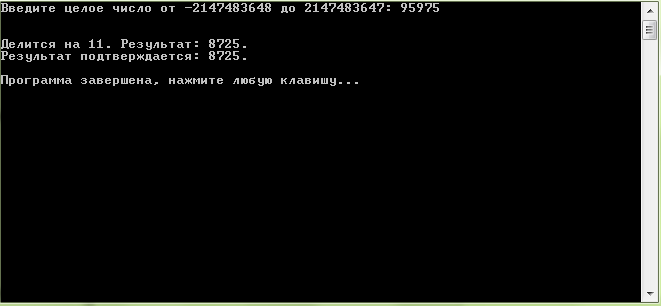 Введите целое число от -2147483648 до 2147483647: 95975
Делится на 11. Результат: 8725.
Результат подтверждается: 8725.
Программа завершена, нажмите любую клавишу...